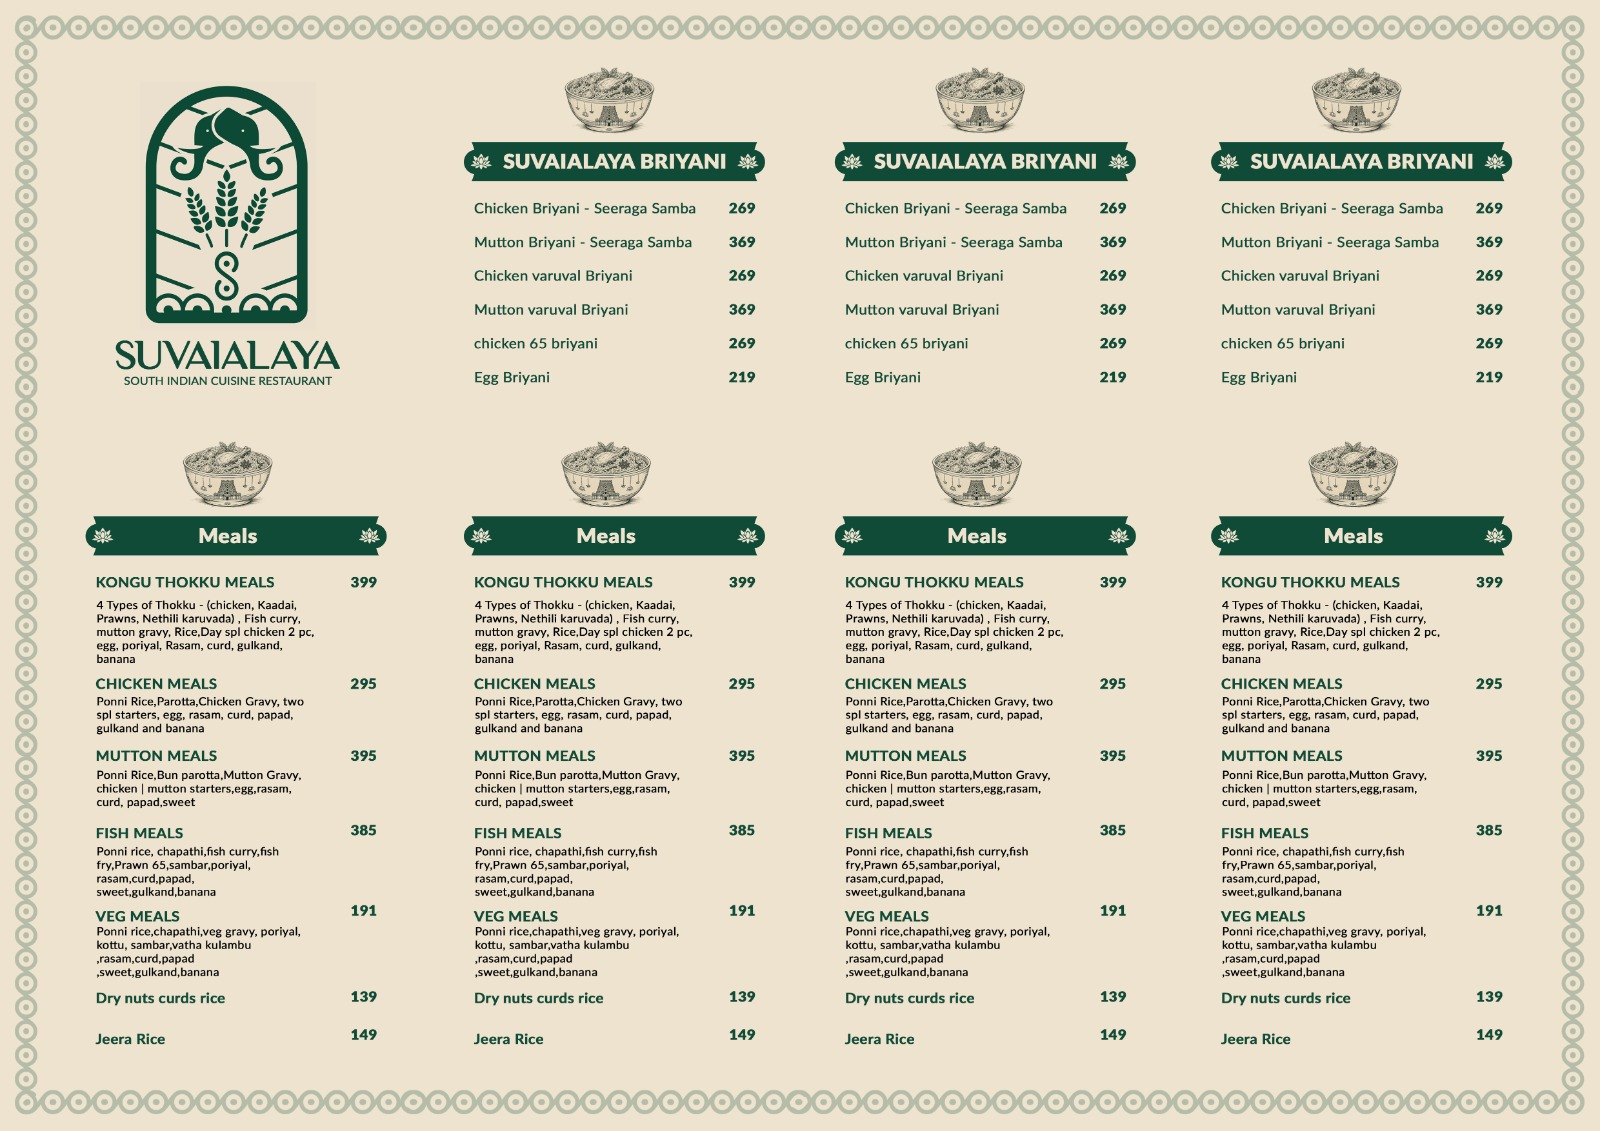 SUVAIALAYA
SOUTH INDIAN CUISINE RESTAURANT
SUVAIALAYA BRIYANI
Chicken Briyani - Seeraga Samba 269
Mutton Briyani - Seeraga Samba 369
Chicken varuval Briyani 269
Mutton varuval Briyani 369
chicken 65 briyani 269
Egg Briyani 219
SUVAIALAYA BRIYANI
Chicken Briyani - Seeraga Samba 269
Mutton Briyani - Seeraga Samba 369
Chicken varuval Briyani 269
Mutton varuval Briyani 369
chicken 65 briyani 269
Egg Briyani 219
SUVAIALAYA BRIYANI
Chicken Briyani - Seeraga Samba 269
Mutton Briyani - Seeraga Samba 369
Chicken varuval Briyani 269
Mutton varuval Briyani 369
chicken 65 briyani 269
Egg Briyani 219
Meals
KONGU THOKKU MEALS 399
4 Types of Thokku - (chicken, Kaadai,
Prawns, Nethili karuvada) , Fish curry,
mutton gravy, Rice,Day spl chicken 2 pc,
egg, poriyal, Rasam, curd, gulkand,
banana
CHICKEN MEALS 295
Ponni Rice,Parotta,Chicken Gravy, two
spl starters, egg, rasam, curd, papad,
gulkand and banana
MUTTON MEALS 395
Ponni Rice,Bun parotta,Mutton Gravy,
chicken | mutton starters,egg,rasam,
curd, papad,sweet
FISH MEALS 385
Ponni rice, chapathi,fish curry,fish
fry,Prawn 65,sambar,poriyal,
rasam,curd,papad,
sweet,gulkand,banana
VEG MEALS 191
Ponni rice,chapathi,veg gravy, poriyal,
kottu, sambar,vatha kulambu
,rasam,curd,papad
,sweet,gulkand,banana
Dry nuts curds rice 139
Jeera Rice 149
Meals
KONGU THOKKU MEALS 399
4 Types of Thokku - (chicken, Kaadai,
Prawns, Nethili karuvada) , Fish curry,
mutton gravy, Rice,Day spl chicken 2 pc,
egg, poriyal, Rasam, curd, gulkand,
banana
CHICKEN MEALS 295
Ponni Rice,Parotta,Chicken Gravy, two
spl starters, egg, rasam, curd, papad,
gulkand and banana
MUTTON MEALS 395
Ponni Rice,Bun parotta,Mutton Gravy,
chicken | mutton starters,egg,rasam,
curd, papad,sweet
FISH MEALS 385
Ponni rice, chapathi,fish curry,fish
fry,Prawn 65,sambar,poriyal,
rasam,curd,papad,
sweet,gulkand,banana
VEG MEALS 191
Ponni rice,chapathi,veg gravy, poriyal,
kottu, sambar,vatha kulambu
,rasam,curd,papad
,sweet,gulkand,banana
Dry nuts curds rice 139
Jeera Rice 149
Meals
KONGU THOKKU MEALS 399
4 Types of Thokku - (chicken, Kaadai,
Prawns, Nethili karuvada) , Fish curry,
mutton gravy, Rice,Day spl chicken 2 pc,
egg, poriyal, Rasam, curd, gulkand,
banana
CHICKEN MEALS 295
Ponni Rice,Parotta,Chicken Gravy, two
spl starters, egg, rasam, curd, papad,
gulkand and banana
MUTTON MEALS 395
Ponni Rice,Bun parotta,Mutton Gravy,
chicken | mutton starters,egg,rasam,
curd, papad,sweet
FISH MEALS 385
Ponni rice, chapathi,fish curry,fish
fry,Prawn 65,sambar,poriyal,
rasam,curd,papad,
sweet,gulkand,banana
VEG MEALS 191
Ponni rice,chapathi,veg gravy, poriyal,
kottu, sambar,vatha kulambu
,rasam,curd,papad
,sweet,gulkand,banana
Dry nuts curds rice 139
Jeera Rice 149
Meals
KONGU THOKKU MEALS 399
4 Types of Thokku - (chicken, Kaadai,
Prawns, Nethili karuvada) , Fish curry,
mutton gravy, Rice,Day spl chicken 2 pc,
egg, poriyal, Rasam, curd, gulkand,
banana
CHICKEN MEALS 295
Ponni Rice,Parotta,Chicken Gravy, two
spl starters, egg, rasam, curd, papad,
gulkand and banana
MUTTON MEALS 395
Ponni Rice,Bun parotta,Mutton Gravy,
chicken | mutton starters,egg,rasam,
curd, papad,sweet
FISH MEALS 385
Ponni rice, chapathi,fish curry,fish
fry,Prawn 65,sambar,poriyal,
rasam,curd,papad,
sweet,gulkand,banana
VEG MEALS 191
Ponni rice,chapathi,veg gravy, poriyal,
kottu, sambar,vatha kulambu
,rasam,curd,papad
,sweet,gulkand,banana
Dry nuts curds rice 139
Jeera Rice 149